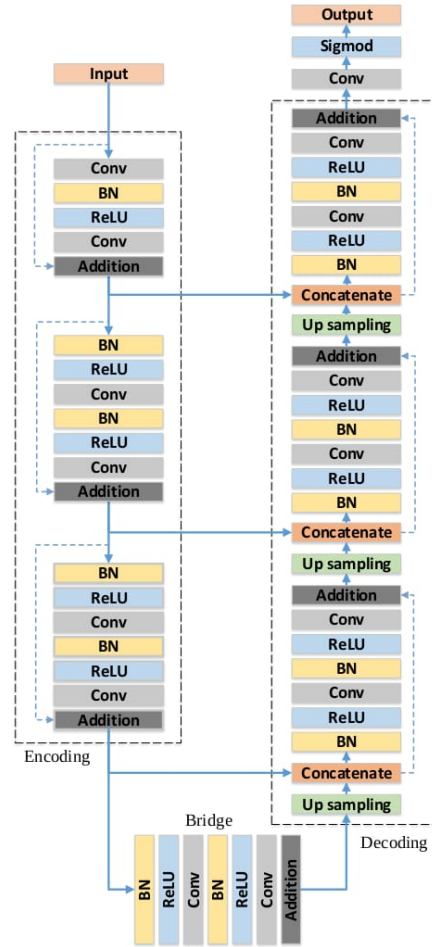 Input
Conv
BN
ReLU
Conv
Addition
BN
ReLU
Conv
BN
ReLU
Conv
Addition
BN
ReLU
Conv
BN
ReLU
Conv
Addition
Encoding
Bridge
BN
ReLU
Conv
BN
ReLU
Conv
Addition
Output
Sigmod
Conv
Addition
Conv
ReLU
BN
Conv
ReLU
BN
Concatenate
Up sampling
Addition
Conv
ReLU
BN
Conv
ReLU
BN
Concatenate
Up sampling
Addition
Conv
ReLU
BN
Conv
ReLU
BN
Concatenate
Up sampling
Decoding